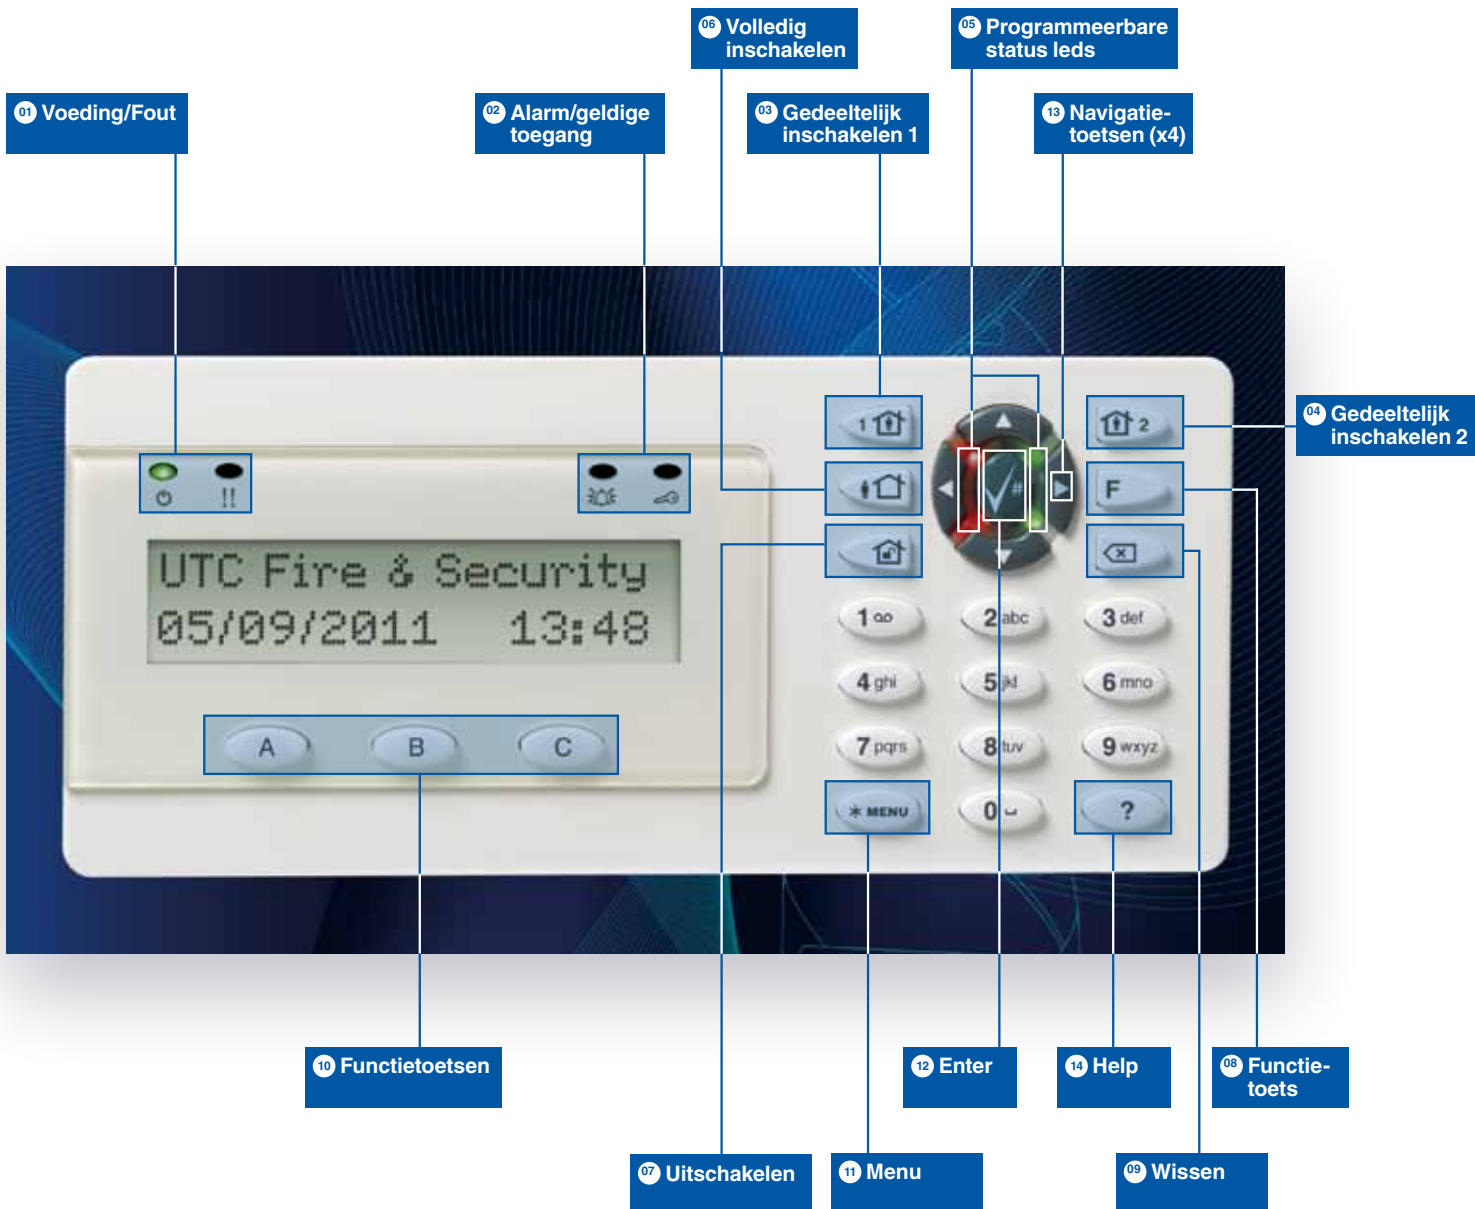 06 Volledig
inschakelen
05 Programmeerbare
status leds
01 Voeding/Fout
02 Alarm/geldige
toegang
03 Gedeeltelijk
inschakelen 1
13 Navigatie-
toetsen (x4)
04 Gedeeltelijk
inschakelen 2
1
2
F
#
!!
UTC Fire & Security
05/09/2011 13:48
1
2 abc
3 def
4 ghi
5 jkl
6 mno
7 pqrs
8 tuv
9 wxyz
A B C
* MENU
0
?
10 Functietoetsen
12 Enter
14 Help
08 Functie-
toets
07 Uitschakelen
11 Menu
09 Wissen